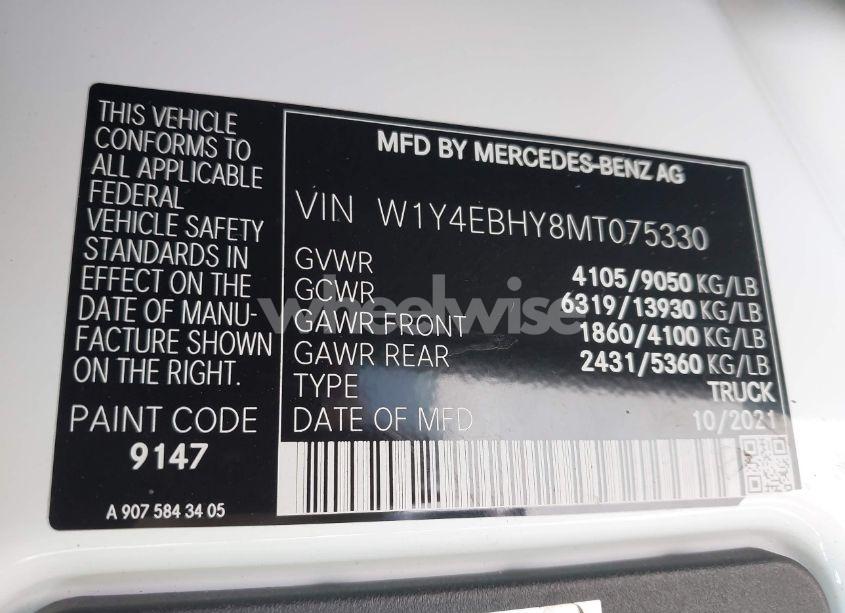 THIS VEHICLE
CONFORMS TO
ALL APPLICABLE
FEDERAL
VEHICLE SAFETY
STANDARDS IN
EFFECT ON THE
DATE OF MANU-
FACTURE SHOWN
ON THE RIGHT.
PAINT CODE
9147
A 907 584 34 05
MFD BY MERCEDES-BENZ AG
VIN W1Y4EBHY8MT075330
GVWR 4105/9050 KG/LB
GCWR 6319/13930 KG/LB
GAWR FRONT 1860/4100 KG/LB
GAWR REAR 2431/5360 KG/LB
TYPE TRUCK
DATE OF MFD 10/2021
wheelwise